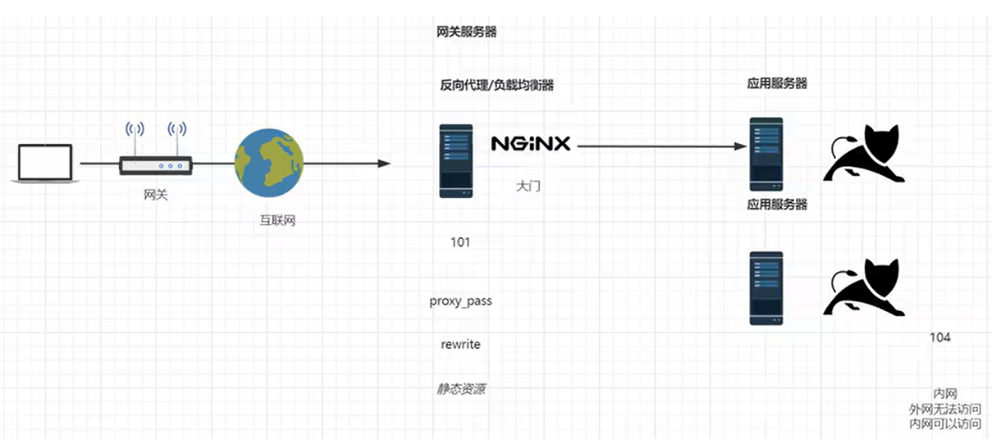 网关服务器
反向代理/负载均衡器
应用服务器
NGINX
大门
网关
互联网
应用服务器
101
proxy_pass
rewrite
静态资源
104
内网
外网无法访问
内网可以访问